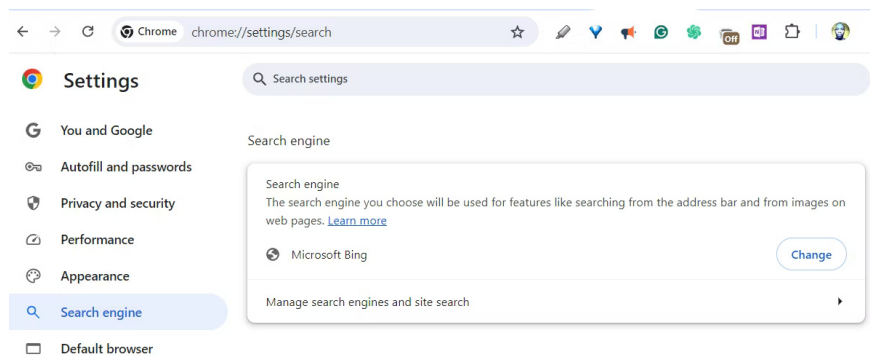 Chrome chrome://settings/search
Off
Settings
Search settings
You and Google
Autofill and passwords
Privacy and security
Performance
Appearance
Search engine
Default browser
Search engine
Search engine
The search engine you choose will be used for features like searching from the address bar and from images on
web pages. Learn more
Microsoft Bing
Change
Manage search engines and site search